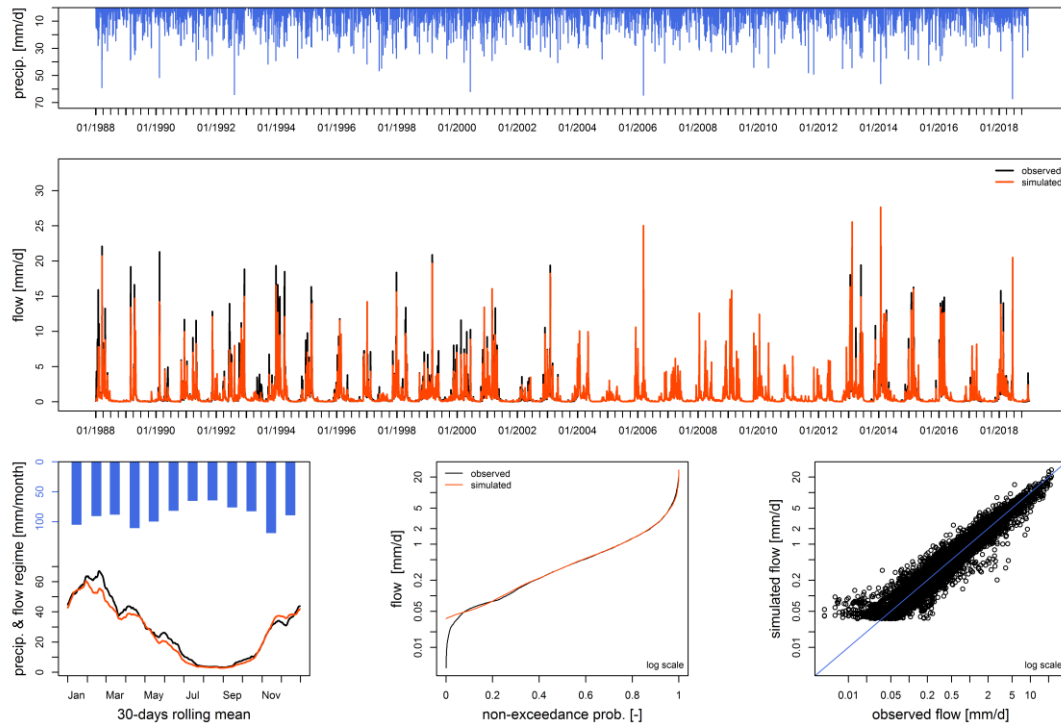 precip. [mm/d]
10
30
50
70
01/1988 01/1990 01/1992 01/1994 01/1996 01/1998 01/2000 01/2002 01/2004 01/2006 01/2008 01/2010 01/2012 01/2014 01/2016 01/2018
flow [mm/d]
30
25
20
15
10
5
0
observed
simulated
01/1988 01/1990 01/1992 01/1994 01/1996 01/1998 01/2000 01/2002 01/2004 01/2006 01/2008 01/2010 01/2012 01/2014 01/2016 01/2018
precip. & flow regime [mm/month]
0
50
100
60
40
20
0
Jan Mar May Jul Sep Nov
30-days rolling mean
flow [mm/d]
20
5
2
1
0.2
0.05
0.01
observed
simulated
log scale
0 0.2 0.4 0.6 0.8 1
non-exceedance prob. [-]
simulated flow [mm/d]
20
5
2
1
0.2
0.05
0.01
log scale
0.01 0.05 0.2 0.5 2 5 10
observed flow [mm/d]